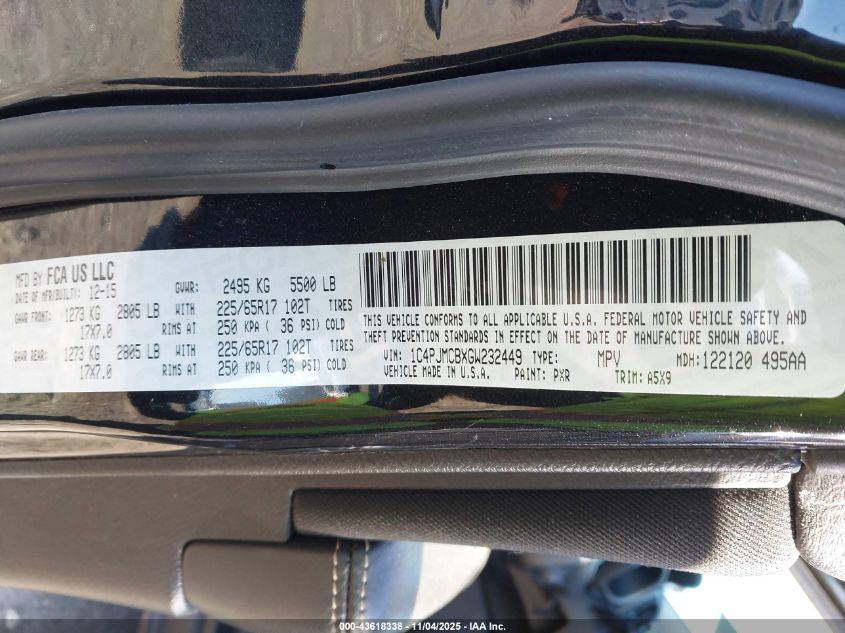 MFD BY FCA US LLC
DATE OF MFR(BUILT): 12-15 GVWR: 2495 KG 5500 LB
GAWR FRONT: 1273 KG 2805 LB WITH 225/65R17 102T TIRES
17X7.0 RIMS AT 250 KPA ( 36 PSI) COLD
GAWR REAR: 1273 KG 2805 LB WITH 225/65R17 102T TIRES
17X7.0 RIMS AT 250 KPA ( 36 PSI) COLD
THIS VEHICLE CONFORMS TO ALL APPLICABLE U.S.A. FEDERAL MOTOR VEHICLE SAFETY AND
THEFT PREVENTION STANDARDS IN EFFECT ON THE DATE OF MANUFACTURE SHOWN ABOVE.
VIN: 1C4PJMCBXGW232449 TYPE: MPV MDH:122120 495AA
VEHICLE MADE IN U.S.A. PAINT: PXR TRIM: A5X9
000-43618338 - 11/04/2025 - IAA Inc.